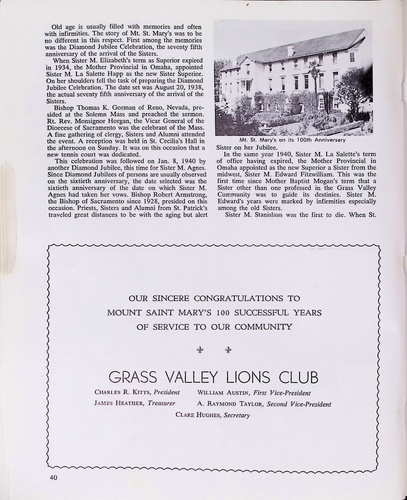 Old age is usually filled with memories and often
with infirmities. The story of Mt. St. Mary's was to be
no different in this respect. First among the memories
was the Diamond Jubilee Celebration, the seventy fifth
anniversary of the arrival of the Sisters.
When Sister M. Elizabeth's term as Superior expired
in 1934, the Mother Provincial in Omaha, appointed
Sister M. La Salette Happ as the new Sister Superior.
On her shoulders fell the task of preparing the Diamond
Jubilee Celebration. The date set was August 20, 1938,
the actual seventy fifth anniversary of the arrival of the
Sisters.
Bishop Thomas K. Gorman of Reno, Nevada, pre-
sided at the Solemn Mass and preached the sermon.
Rt. Rev. Monsignor Horgan, the Vicar General of the
Diocese of Sacramento was the celebrant of the Mass.
A fine gathering of clergy, Sisters and Alumni attended
the event. A reception was held in St. Cecilia's Hall in
the afternoon on Sunday. It was on this occasion that a
new tennis court was dedicated.
This celebration was followed on Jan. 8, 1940 by
another Diamond Jubilee, this time for Sister M. Agnes.
Since Diamond Jubilees of persons are usually observed
on the sixtieth anniversary, the date selected was the
sixtieth anniversary of the date on which Sister M.
Agnes had taken her vows. Bishop Robert Armstrong,
the Bishop of Sacramento since 1928, presided on this
occasion. Priests, Sisters and Alumni from St. Patrick's
traveled great distances to be with the aging but alert
Mt. St. Mary's on its 100th Anniversary
Sister on her Jubilee.
In the same year 1940, Sister M. La Salette's term
of office having expired, the Mother Provincial in
Omaha appointed as the new Superior a Sister from the
midwest, Sister M. Edward Fitzwilliam. This was the
first time since Mother Baptist Mogan's term that a
Sister other than one professed in the Grass Valley
Community was to guide its destinies. Sister M.
Edward's years were marked by infirmities especially
among the old Sisters.
Sister M. Stanislaus was the first to die. When St.
OUR SINCERE CONGRATULATIONS TO
MOUNT SAINT MARY'S 100 SUCCESSFUL YEARS
OF SERVICE TO OUR COMMUNITY
GRASS VALLEY LIONS CLUB
CHARLES R. KITTS, President WILLIAM AUSTIN, First Vice-President
JAMES HEATHER, Treasurer A. RAYMOND TAYLOR, Second Vice-President
CLARE HUGHES, Secretary
40